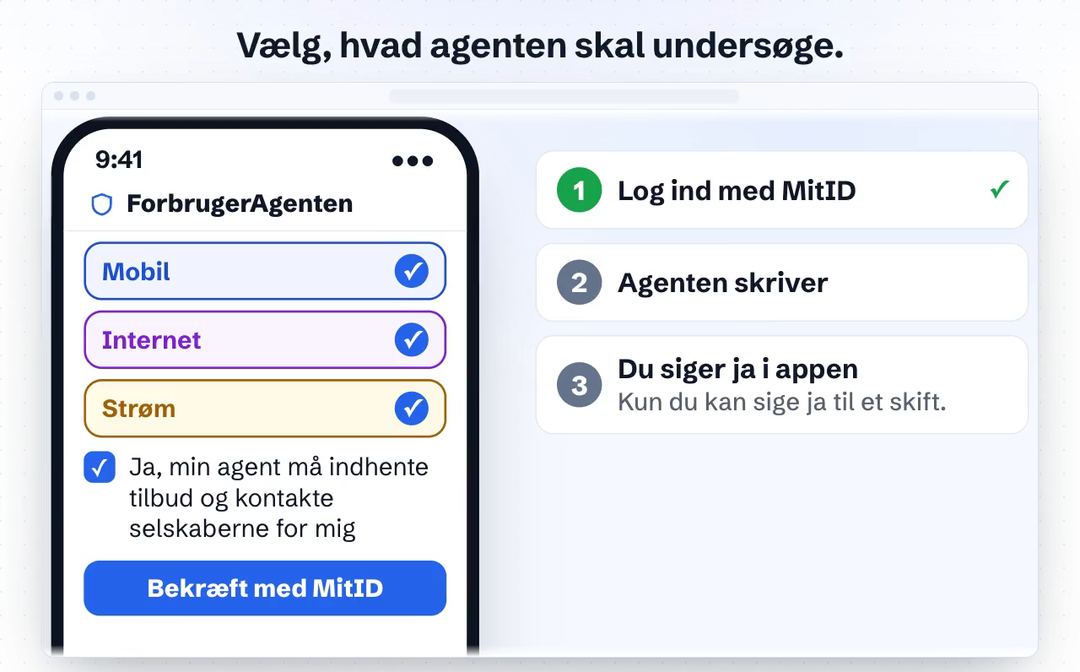 Vælg, hvad agenten skal undersøge.
9:41
ForbrugerAgenten
Mobil
Internet
Strøm
Ja, min agent må indhente
tilbud og kontakte
selskaberne for mig
Bekræft med MitID
1 Log ind med MitID
2 Agenten skriver
3 Du siger ja i appen
Kun du kan sige ja til et skift.